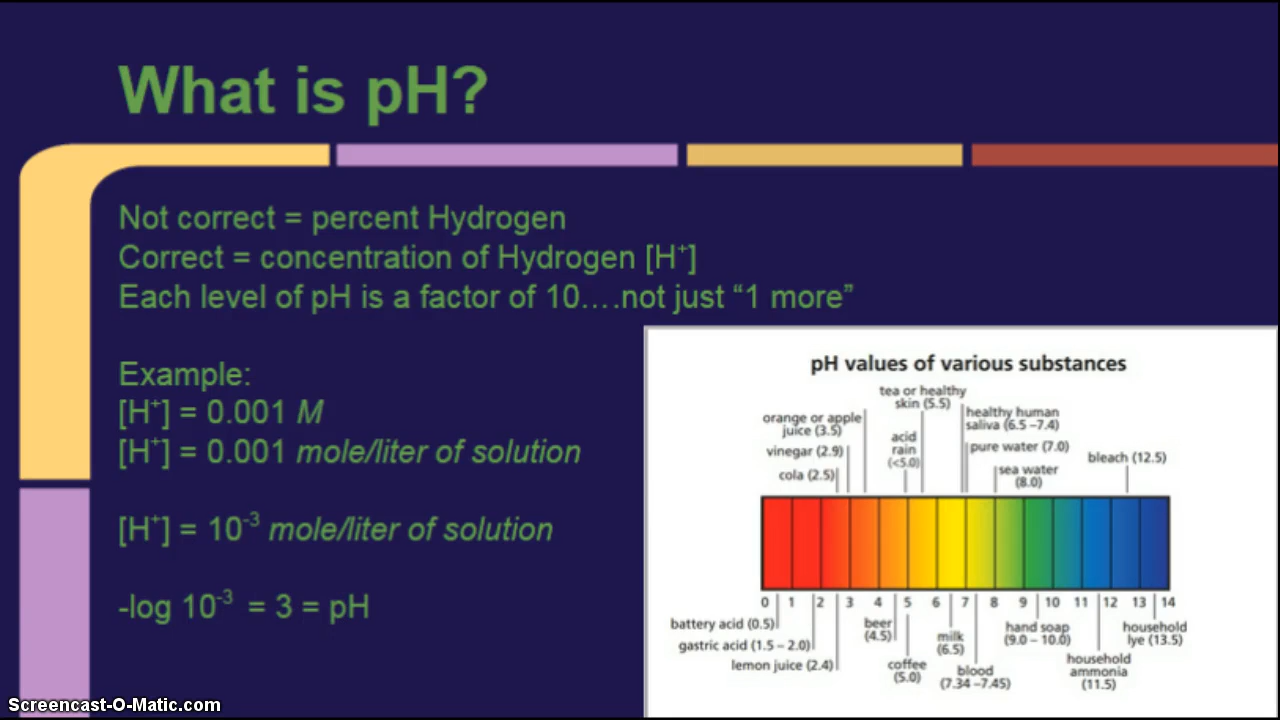 What is pH?
Not correct = percent Hydrogen
Correct = concentration of Hydrogen [H⁺]
Each level of pH is a factor of 10….not just “1 more”
Example:
[H⁺] = 0.001 M
[H⁺] = 0.001 mole/liter of solution
[H⁺] = 10⁻³ mole/liter of solution
-log 10⁻³ = 3 = pH
pH values of various substances
tea or healthy
skin (5.5)
orange or apple
juice (3.5)
healthy human
saliva (6.5 –7.4)
acid
rain
(<5.0)
vinegar (2.9)
pure water (7.0)
bleach (12.5)
cola (2.5)
sea water
(8.0)
0 1 2 3 4 5 6 7 8 9 10 11 12 13 14
battery acid (0.5)
gastric acid (1.5 – 2.0)
lemon juice (2.4)
beer
(4.5)
coffee
(5.0)
milk
(6.5)
blood
(7.34 –7.45)
hand soap
(9.0 – 10.0)
household
ammonia
(11.5)
household
lye (13.5)
Screencast-O-Matic.com